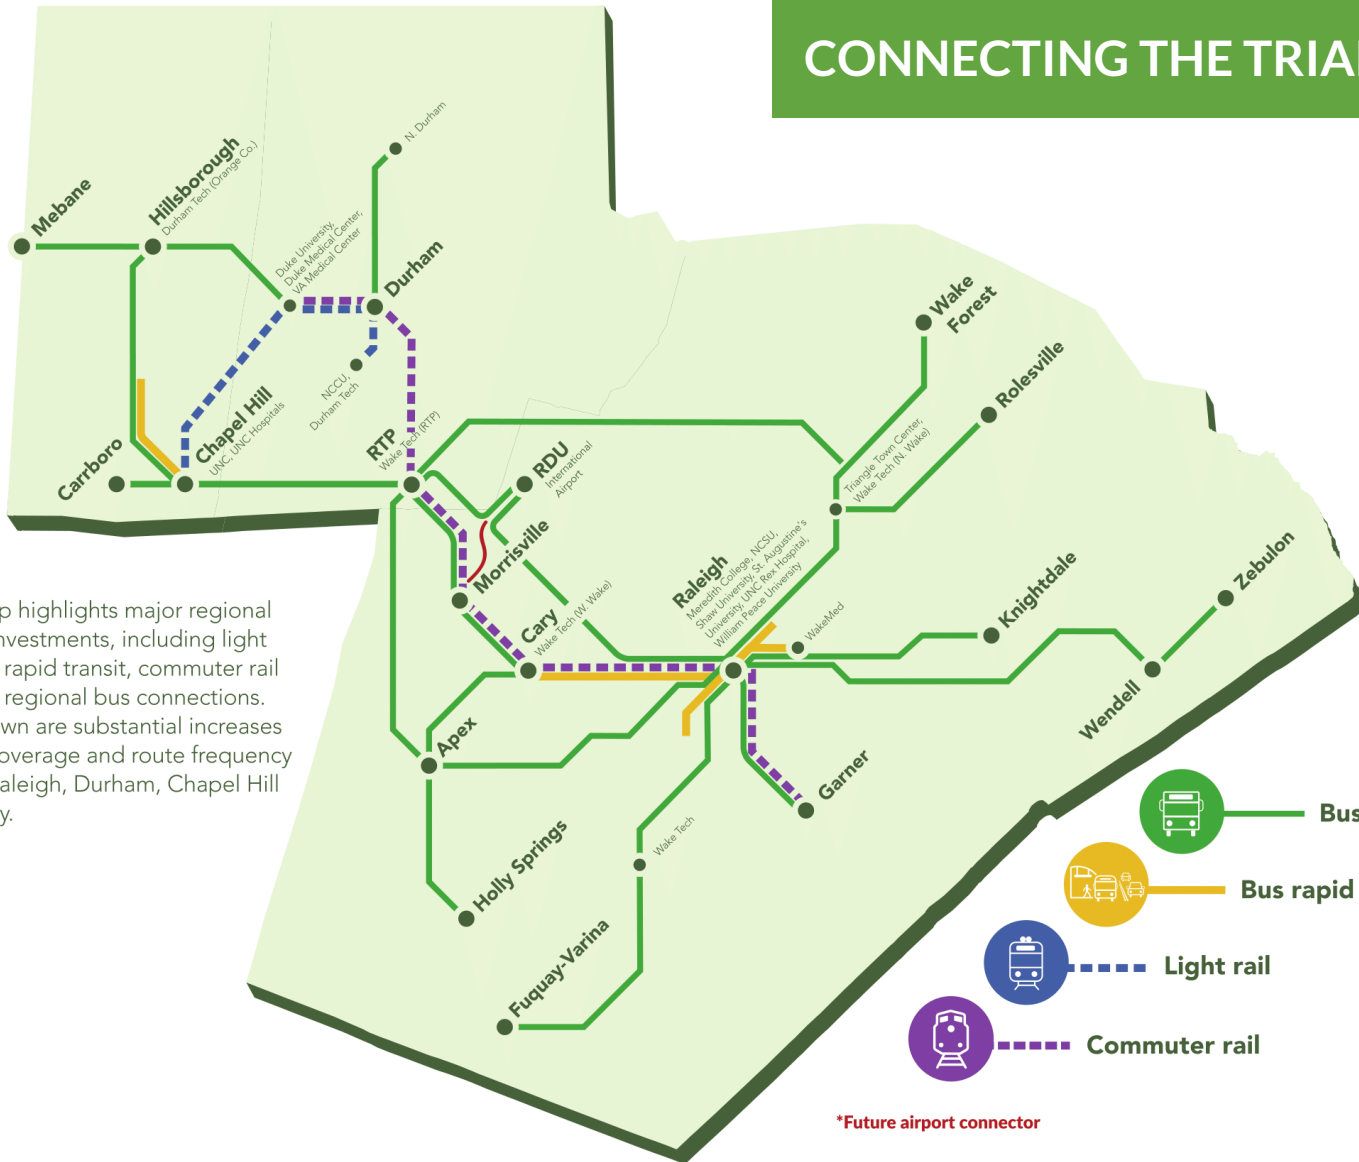 CONNECTING THE TRIA
N. Durham
Mebane
Hillsborough
Durham Tech (Orange Co.)
Duke University,
Duke Medical Center,
VA Medical Center
Durham
NCCU,
Durham Tech
Carrboro
Chapel Hill
UNC, UNC Hospitals
RTP
Wake Tech (RTP)
RDU
International
Airport
Morrisville
Cary
Wake Tech (W. Wake)
Raleigh
Meredith College, NCSU,
Shaw University, St. Augustine's
University, UNC Rex Hospital,
William Peace University
WakeMed
Wake
Forest
Rolesville
Triangle Town Center,
Wake Tech (N. Wake)
Knightdale
Zebulon
Wendell
Garner
Apex
Holly Springs
Wake Tech
Fuquay-Varina
p highlights major regional
nvestments, including light
rapid transit, commuter rail
regional bus connections.
wn are substantial increases
overage and route frequency
aleigh, Durham, Chapel Hill
y.
Bus
Bus rapid
Light rail
Commuter rail
*Future airport connector